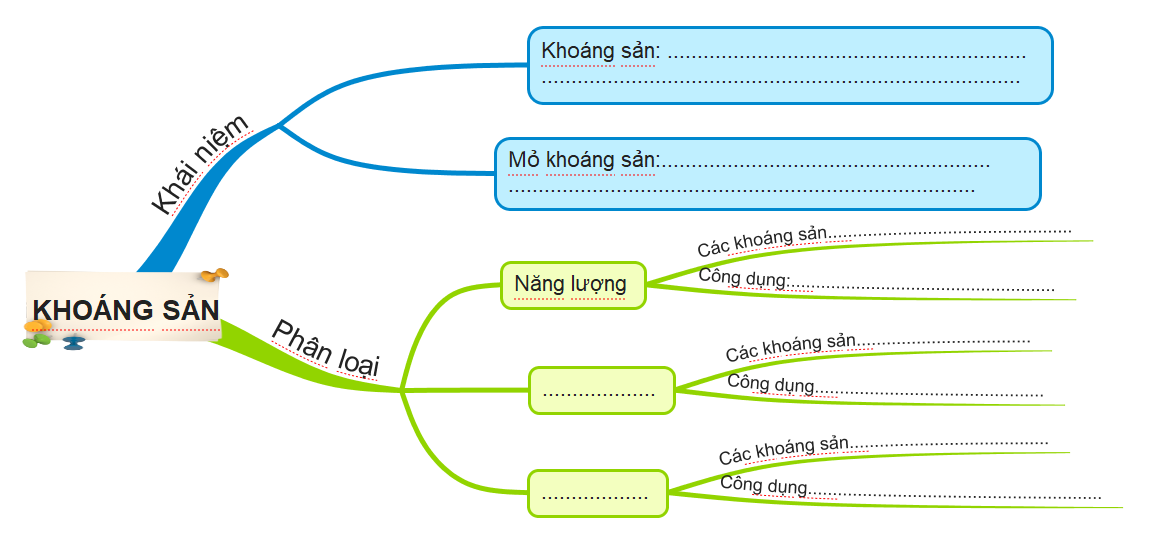 Khoáng sản: ............................................................
................................................................................
Mỏ khoáng sản:.......................................................
..............................................................................
Khái niệm
KHOÁNG SẢN
Phân loại
Năng lượng
Các khoáng sản.............................................
Công dụng:.................................................
...................
Các khoáng sản................................
Công dụng..........................................
..................
Các khoáng sản.....................................
Công dụng......................................................